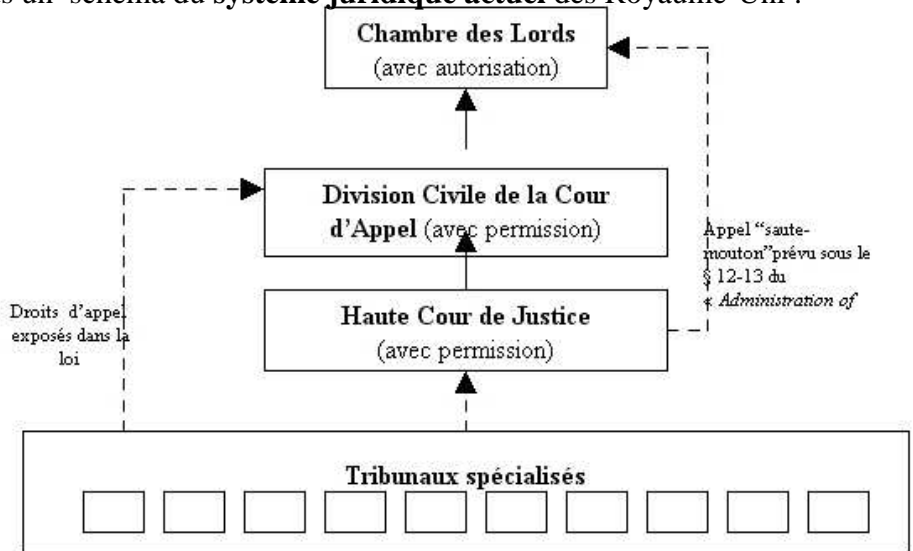 un schéma du système juridique actuel des Royaume-Uni :
Chambre des Lords
(avec autorisation)
Division Civile de la Cour
d’Appel (avec permission)
Appel “saute-
mouton”prévu sous le
§ 12-13 du
« Administration of
Droits d’appel
exposés dans la
loi
Haute Cour de Justice
(avec permission)
Tribunaux spécialisés